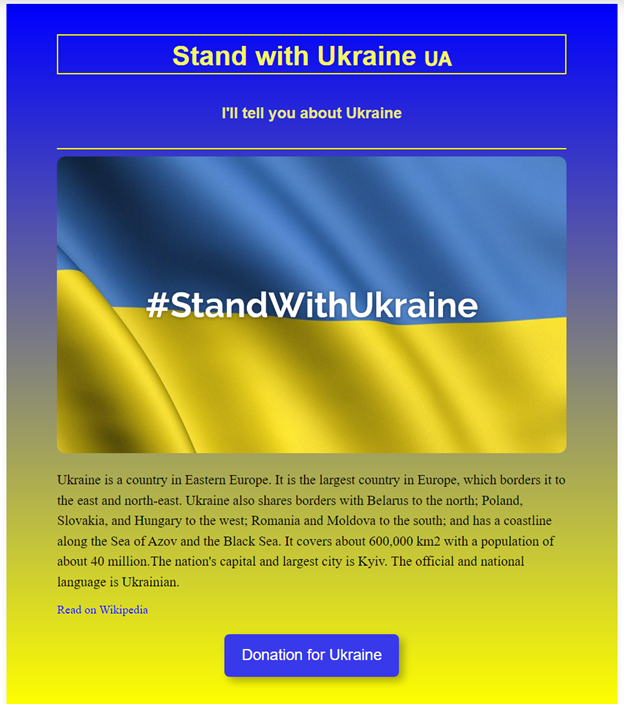 Stand with Ukraine UA
I'll tell you about Ukraine
#StandWithUkraine
Ukraine is a country in Eastern Europe. It is the largest country in Europe, which borders it to
the east and north-east. Ukraine also shares borders with Belarus to the north; Poland,
Slovakia, and Hungary to the west; Romania and Moldova to the south; and has a coastline
along the Sea of Azov and the Black Sea. It covers about 600,000 km2 with a population of
about 40 million.The nation's capital and largest city is Kyiv. The official and national
language is Ukrainian.
Read on Wikipedia
Donation for Ukraine